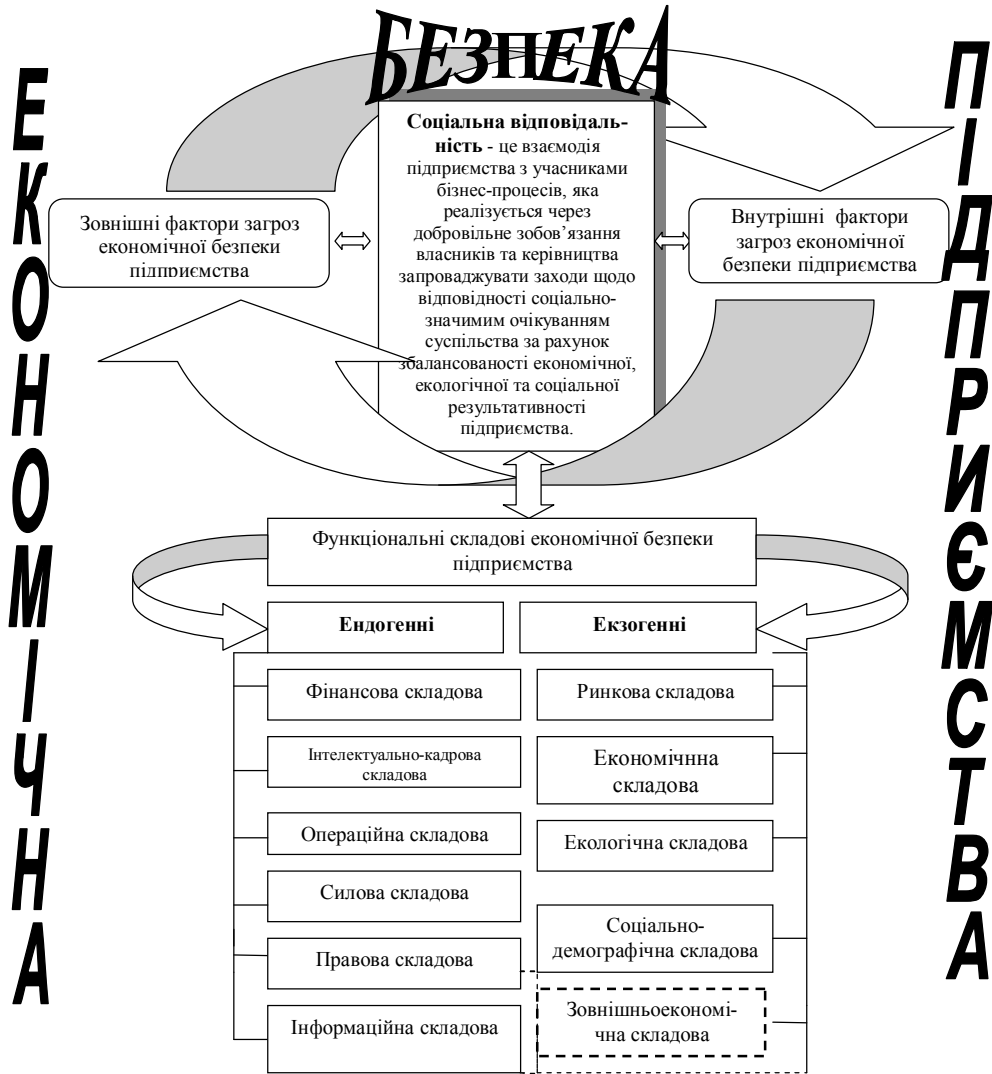 БЕЗПЕКА
ЕКОНОМІЧНА
ПІДПРИЄМСТВА
Соціальна відповідаль-
ність - це взаємодія
підприємства з учасниками
бізнес-процесів, яка
реалізується через
добровільне зобов’язання
власників та керівництва
запроваджувати заходи щодо
відповідності соціально-
значимим очікуванням
суспільства за рахунок
збалансованості економічної,
екологічної та соціальної
результативності
підприємства.
Зовнішні фактори загроз
економічної безпеки
підприємства
Внутрішні фактори
загроз економічної
безпеки підприємства
Функціональні складові економічної безпеки
підприємства
Ендогенні
Екзогенні
Фінансова складова
Ринкова складова
Інтелектуально-кадрова
складова
Економічнна
складова
Операційна складова
Екологічна складова
Силова складова
Соціально-
демографічна складова
Правова складова
Зовнішньоекономі-
чна складова
Інформаційна складова